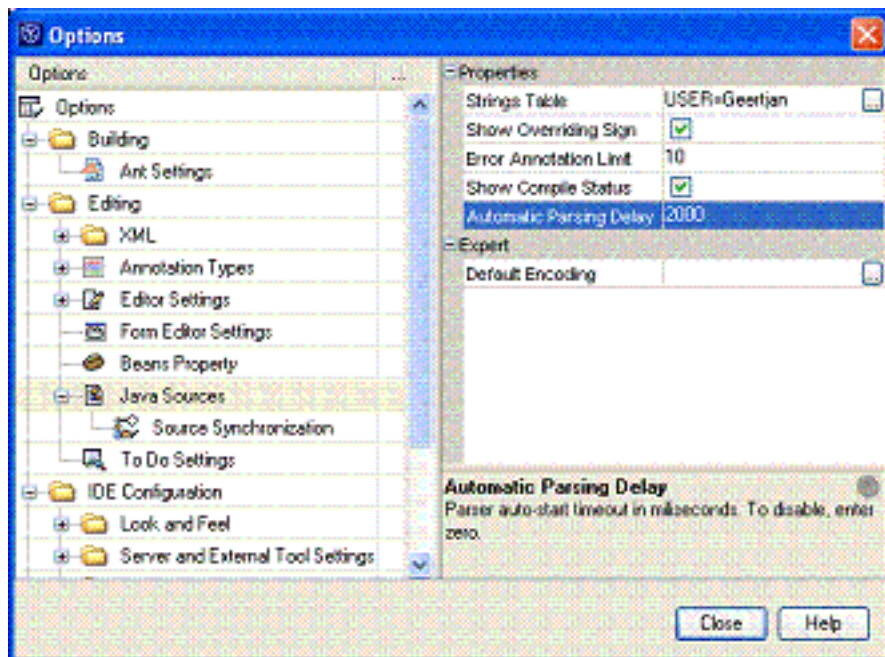 Options
Options ...
Options
Building
Ant Settings
Editing
XML
Annotation Types
Editor Settings
Form Editor Settings
Beans Property
Java Sources
Source Synchronization
To Do Settings
IDE Configuration
Look and Feel
Server and External Tool Settings
Properties
Strings Table USER=Geertjan ...
Show Overriding Sign
Error Annotation Limit 10
Show Compile Status
Automatic Parsing Delay 2000
Expert
Default Encoding ...
Automatic Parsing Delay
Parser auto-start timeout in miliseconds. To disable, enter
zero.
Close Help